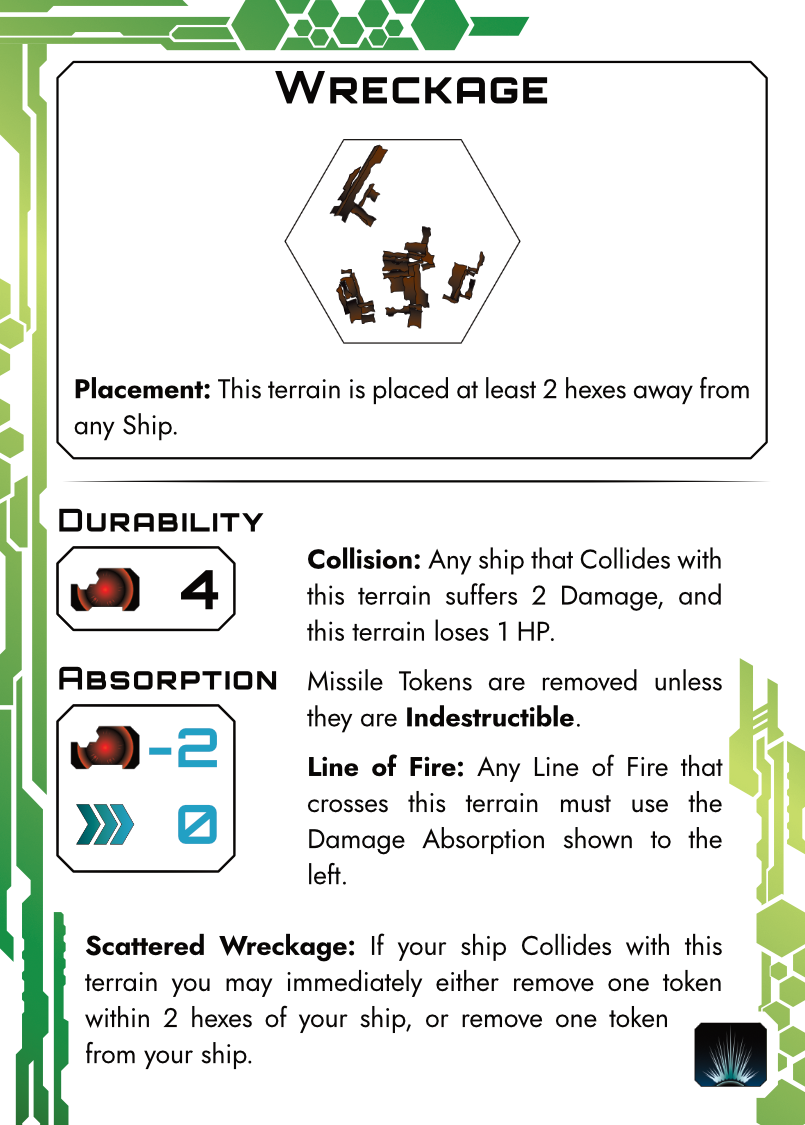 WRECKAGE
Placement: This terrain is placed at least 2 hexes away from
any Ship.
DURABILITY
4
ABSORPTION
-2
0
Collision: Any ship that Collides with
this terrain suffers 2 Damage, and
this terrain loses 1 HP.
Missile Tokens are removed unless
they are Indestructible.
Line of Fire: Any Line of Fire that
crosses this terrain must use the
Damage Absorption shown to the
left.
Scattered Wreckage: If your ship Collides with this
terrain you may immediately either remove one token
within 2 hexes of your ship, or remove one token
from your ship.